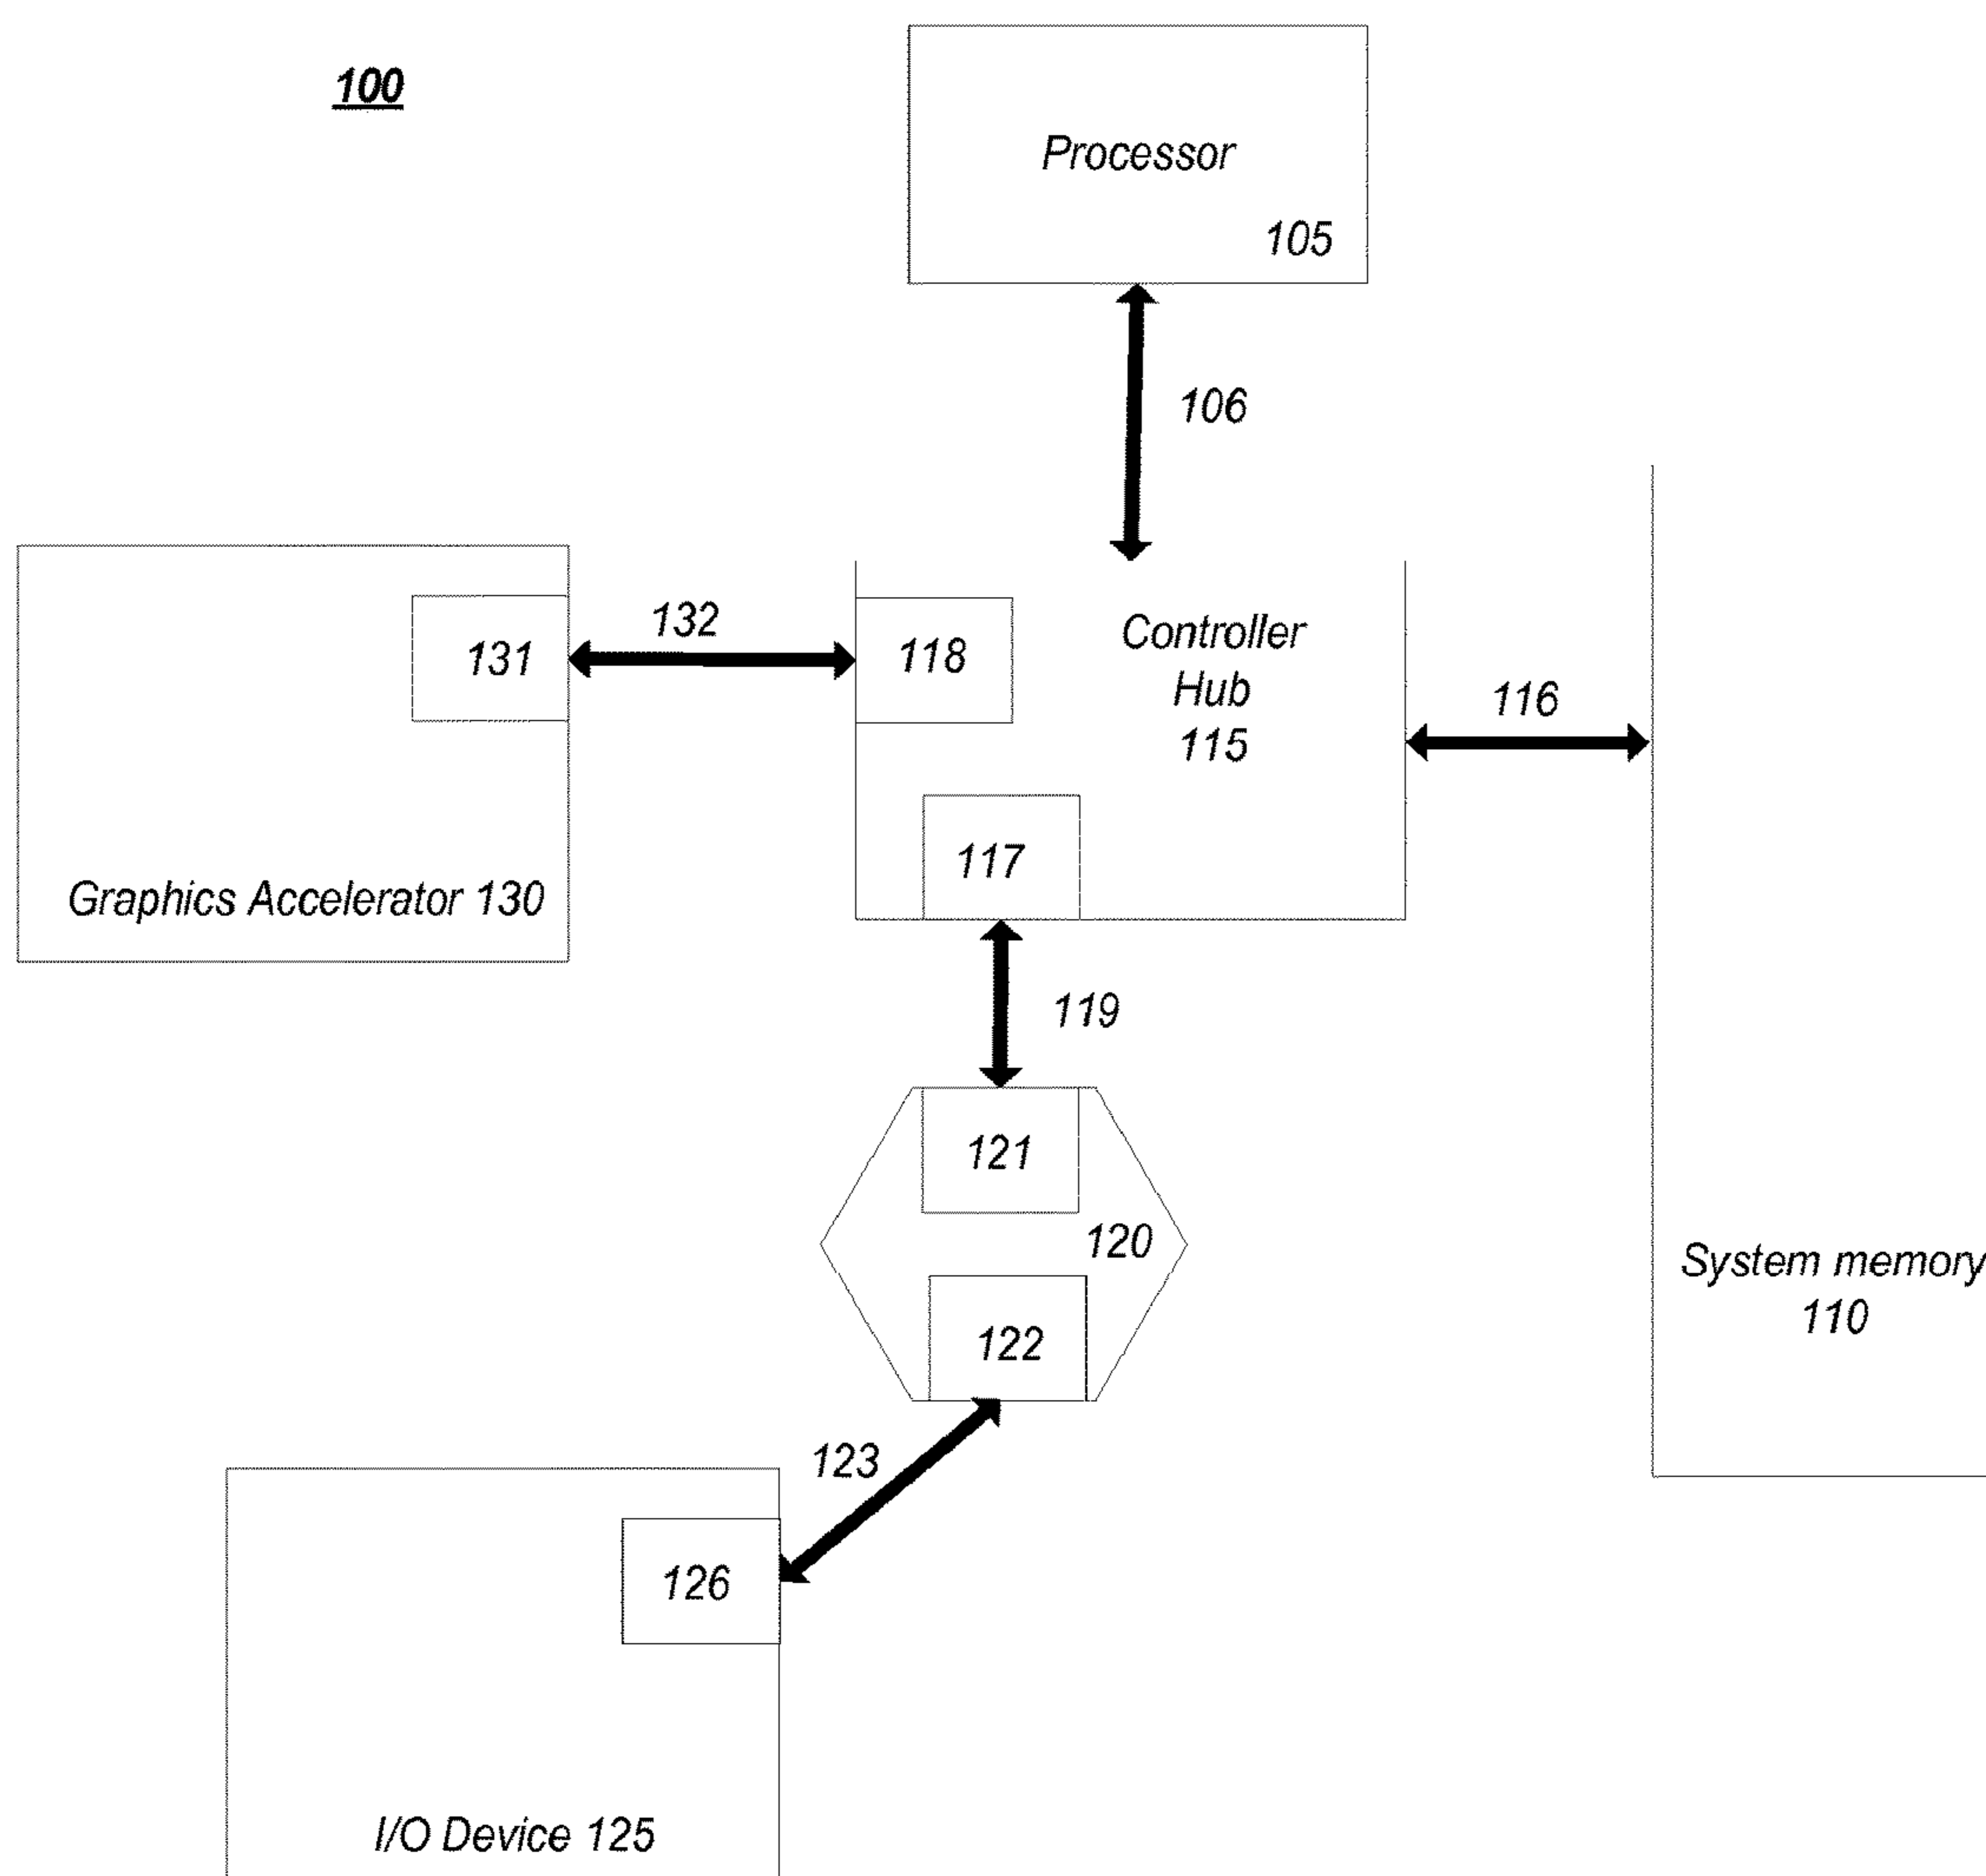 100
Processor
105
106
132
131
118
Controller
Hub
115
116
117
Graphics Accelerator 130
119
121
120
System memory
110
122
123
126
I/O Device 125